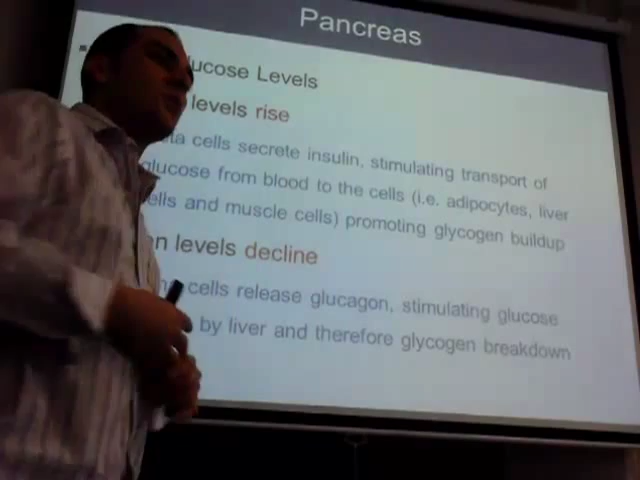 Pancreas
ucose Levels
levels rise
ta cells secrete insulin, stimulating transport of
glucose from blood to the cells (i.e. adipocytes, liver
ells and muscle cells) promoting glycogen buildup
n levels decline
cells release glucagon, stimulating glucose
by liver and therefore glycogen breakdown